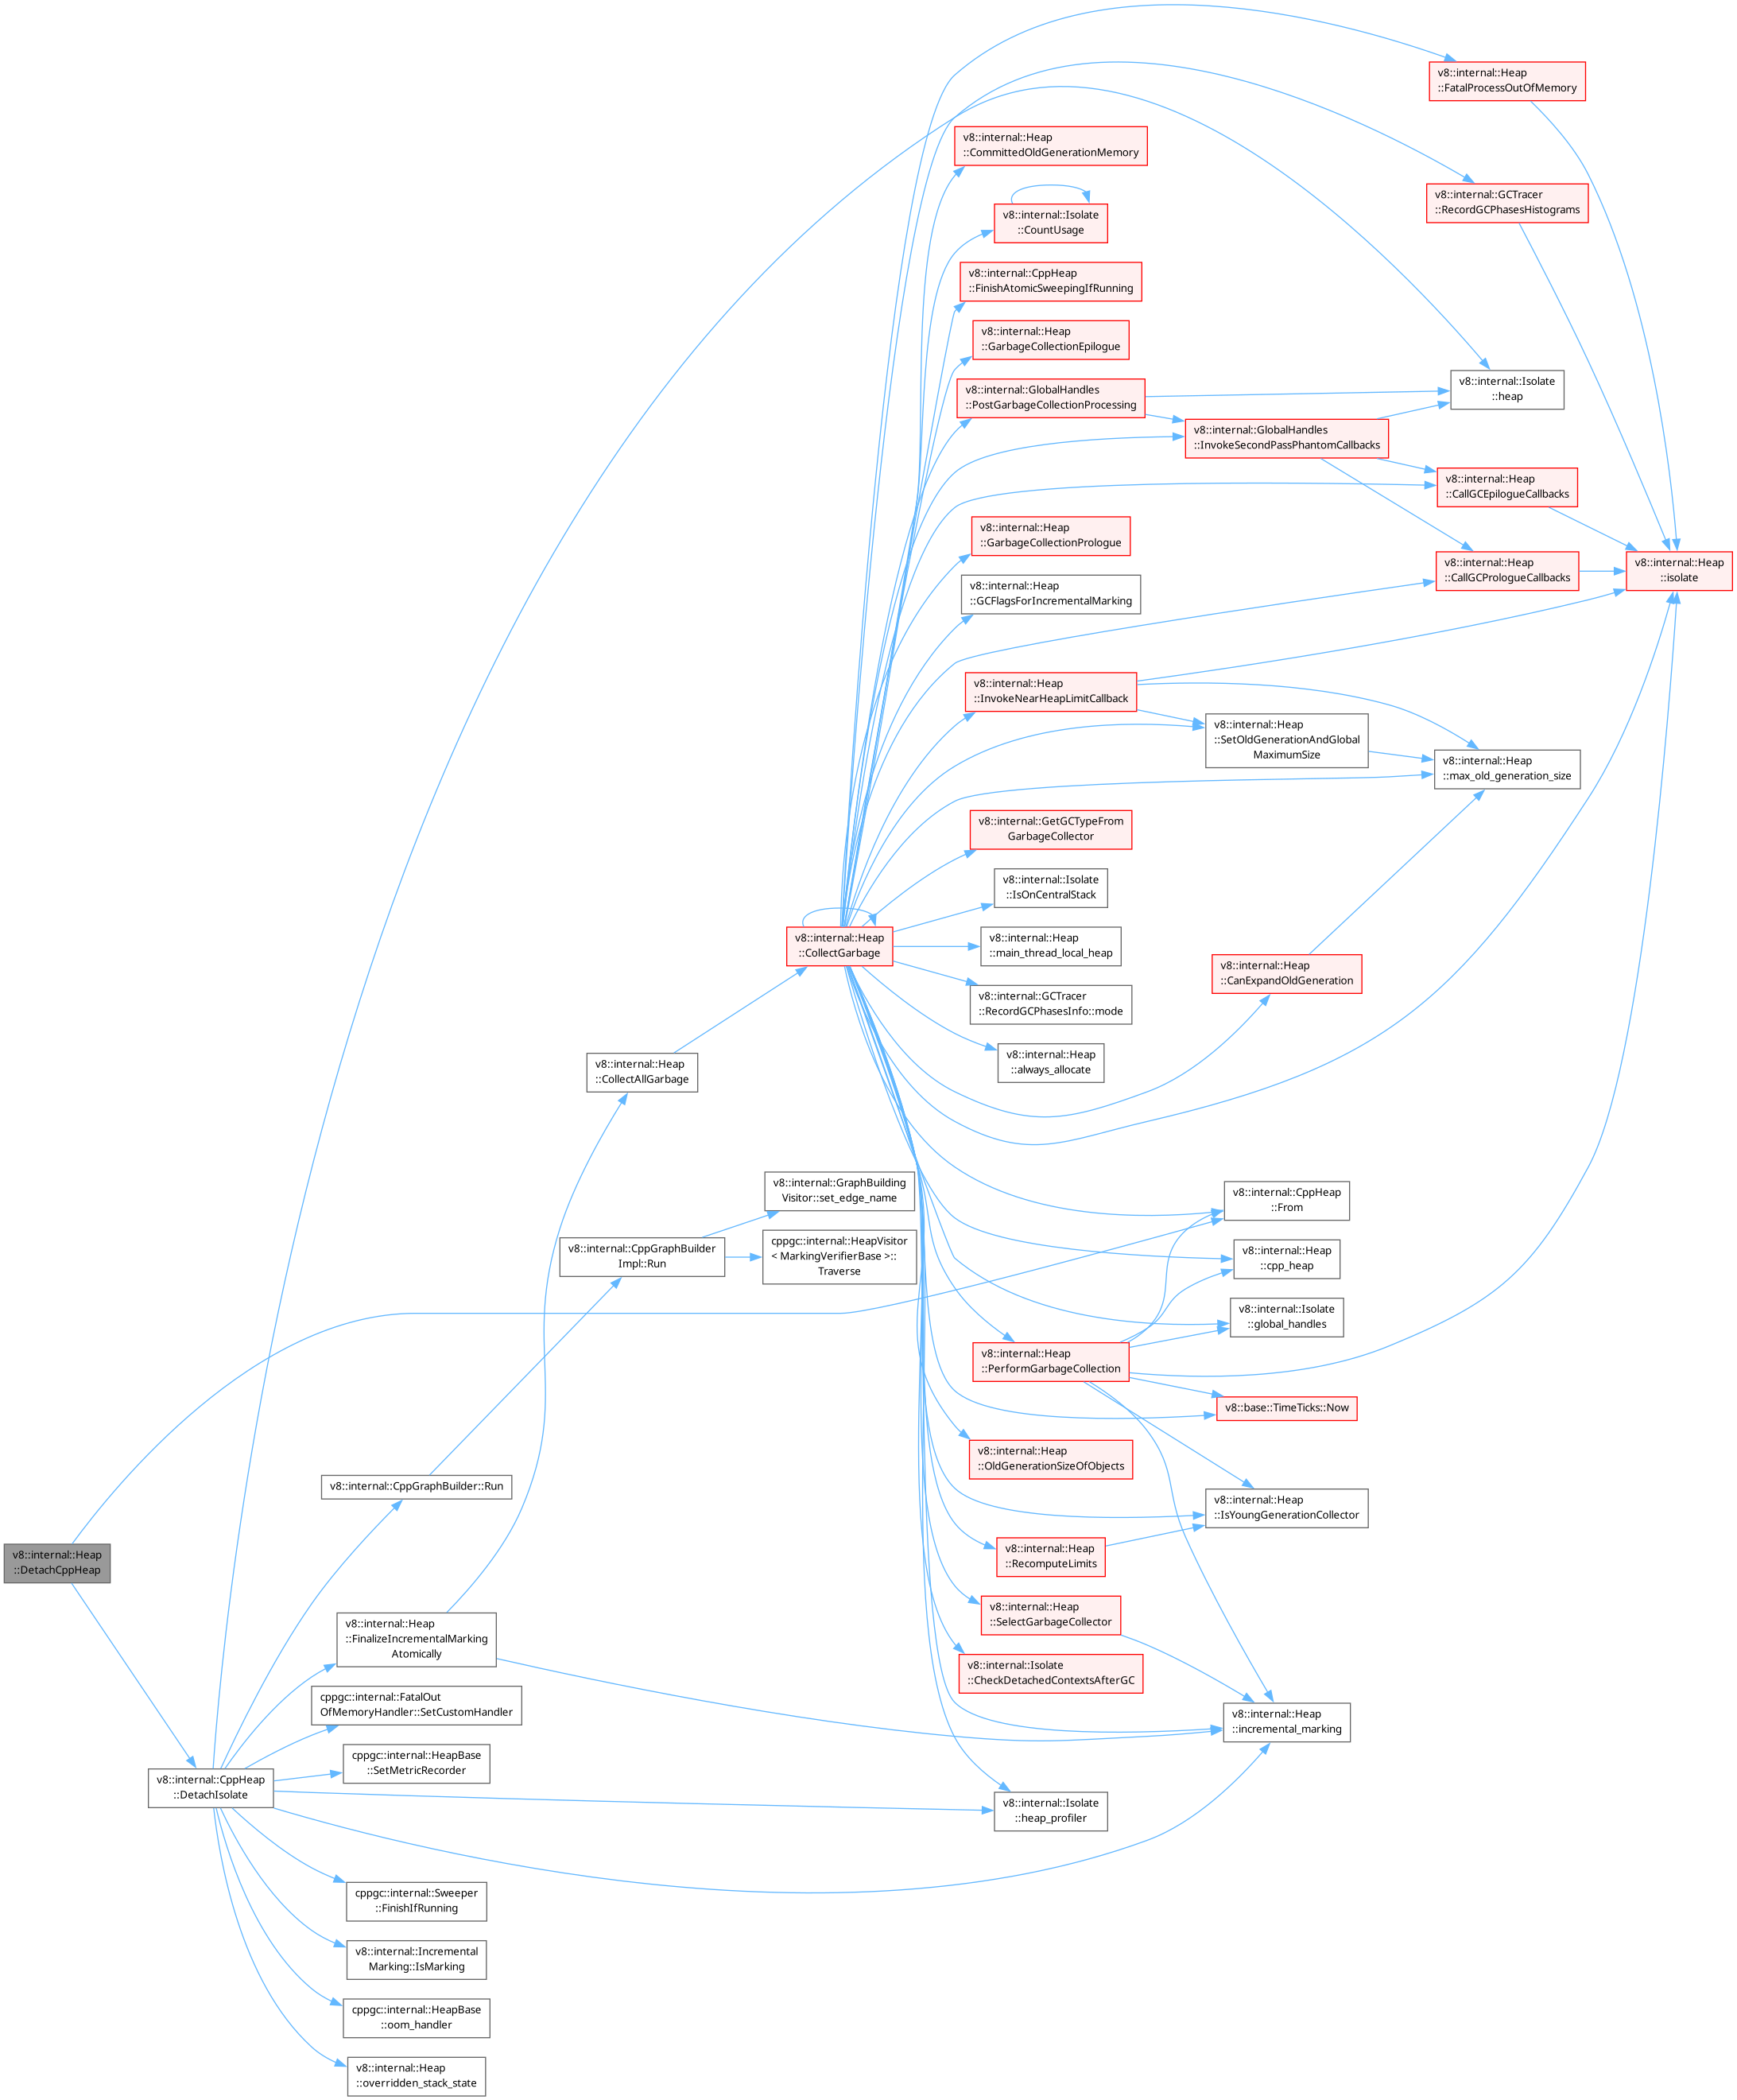 v8::internal::Heap
::DetachCppHeap
v8::internal::CppHeap
::DetachIsolate
v8::internal::CppGraphBuilder::Run
v8::internal::Heap
::FinalizeIncrementalMarking
Atomically
cppgc::internal::FatalOut
OfMemoryHandler::SetCustomHandler
cppgc::internal::HeapBase
::SetMetricRecorder
cppgc::internal::Sweeper
::FinishIfRunning
v8::internal::Incremental
Marking::IsMarking
cppgc::internal::HeapBase
::oom_handler
v8::internal::Heap
::overridden_stack_state
v8::internal::Heap
::CollectAllGarbage
v8::internal::CppGraphBuilder
Impl::Run
v8::internal::Heap
::CollectGarbage
v8::internal::GraphBuilding
Visitor::set_edge_name
cppgc::internal::HeapVisitor
< MarkingVerifierBase >::
Traverse
v8::internal::Heap
::CommittedOldGenerationMemory
v8::internal::Isolate
::CountUsage
v8::internal::CppHeap
::FinishAtomicSweepingIfRunning
v8::internal::Heap
::GarbageCollectionEpilogue
v8::internal::GlobalHandles
::PostGarbageCollectionProcessing
v8::internal::Heap
::GarbageCollectionPrologue
v8::internal::Heap
::GCFlagsForIncrementalMarking
v8::internal::Heap
::InvokeNearHeapLimitCallback
v8::internal::GetGCTypeFrom
GarbageCollector
v8::internal::Isolate
::IsOnCentralStack
v8::internal::Heap
::main_thread_local_heap
v8::internal::GCTracer
::RecordGCPhasesInfo::mode
v8::internal::Heap
::always_allocate
v8::internal::Heap
::PerformGarbageCollection
v8::internal::Heap
::OldGenerationSizeOfObjects
v8::internal::Heap
::RecomputeLimits
v8::internal::Heap
::SelectGarbageCollector
v8::internal::Isolate
::CheckDetachedContextsAfterGC
v8::internal::Isolate
::heap_profiler
v8::internal::GlobalHandles
::InvokeSecondPassPhantomCallbacks
v8::internal::Heap
::SetOldGenerationAndGlobal
MaximumSize
v8::internal::Heap
::CanExpandOldGeneration
v8::internal::CppHeap
::From
v8::internal::Heap
::cpp_heap
v8::internal::Isolate
::global_handles
v8::base::TimeTicks::Now
v8::internal::Heap
::IsYoungGenerationCollector
v8::internal::Heap
::incremental_marking
v8::internal::Heap
::FatalProcessOutOfMemory
v8::internal::GCTracer
::RecordGCPhasesHistograms
v8::internal::Isolate
::heap
v8::internal::Heap
::CallGCEpilogueCallbacks
v8::internal::Heap
::CallGCPrologueCallbacks
v8::internal::Heap
::max_old_generation_size
v8::internal::Heap
::isolate